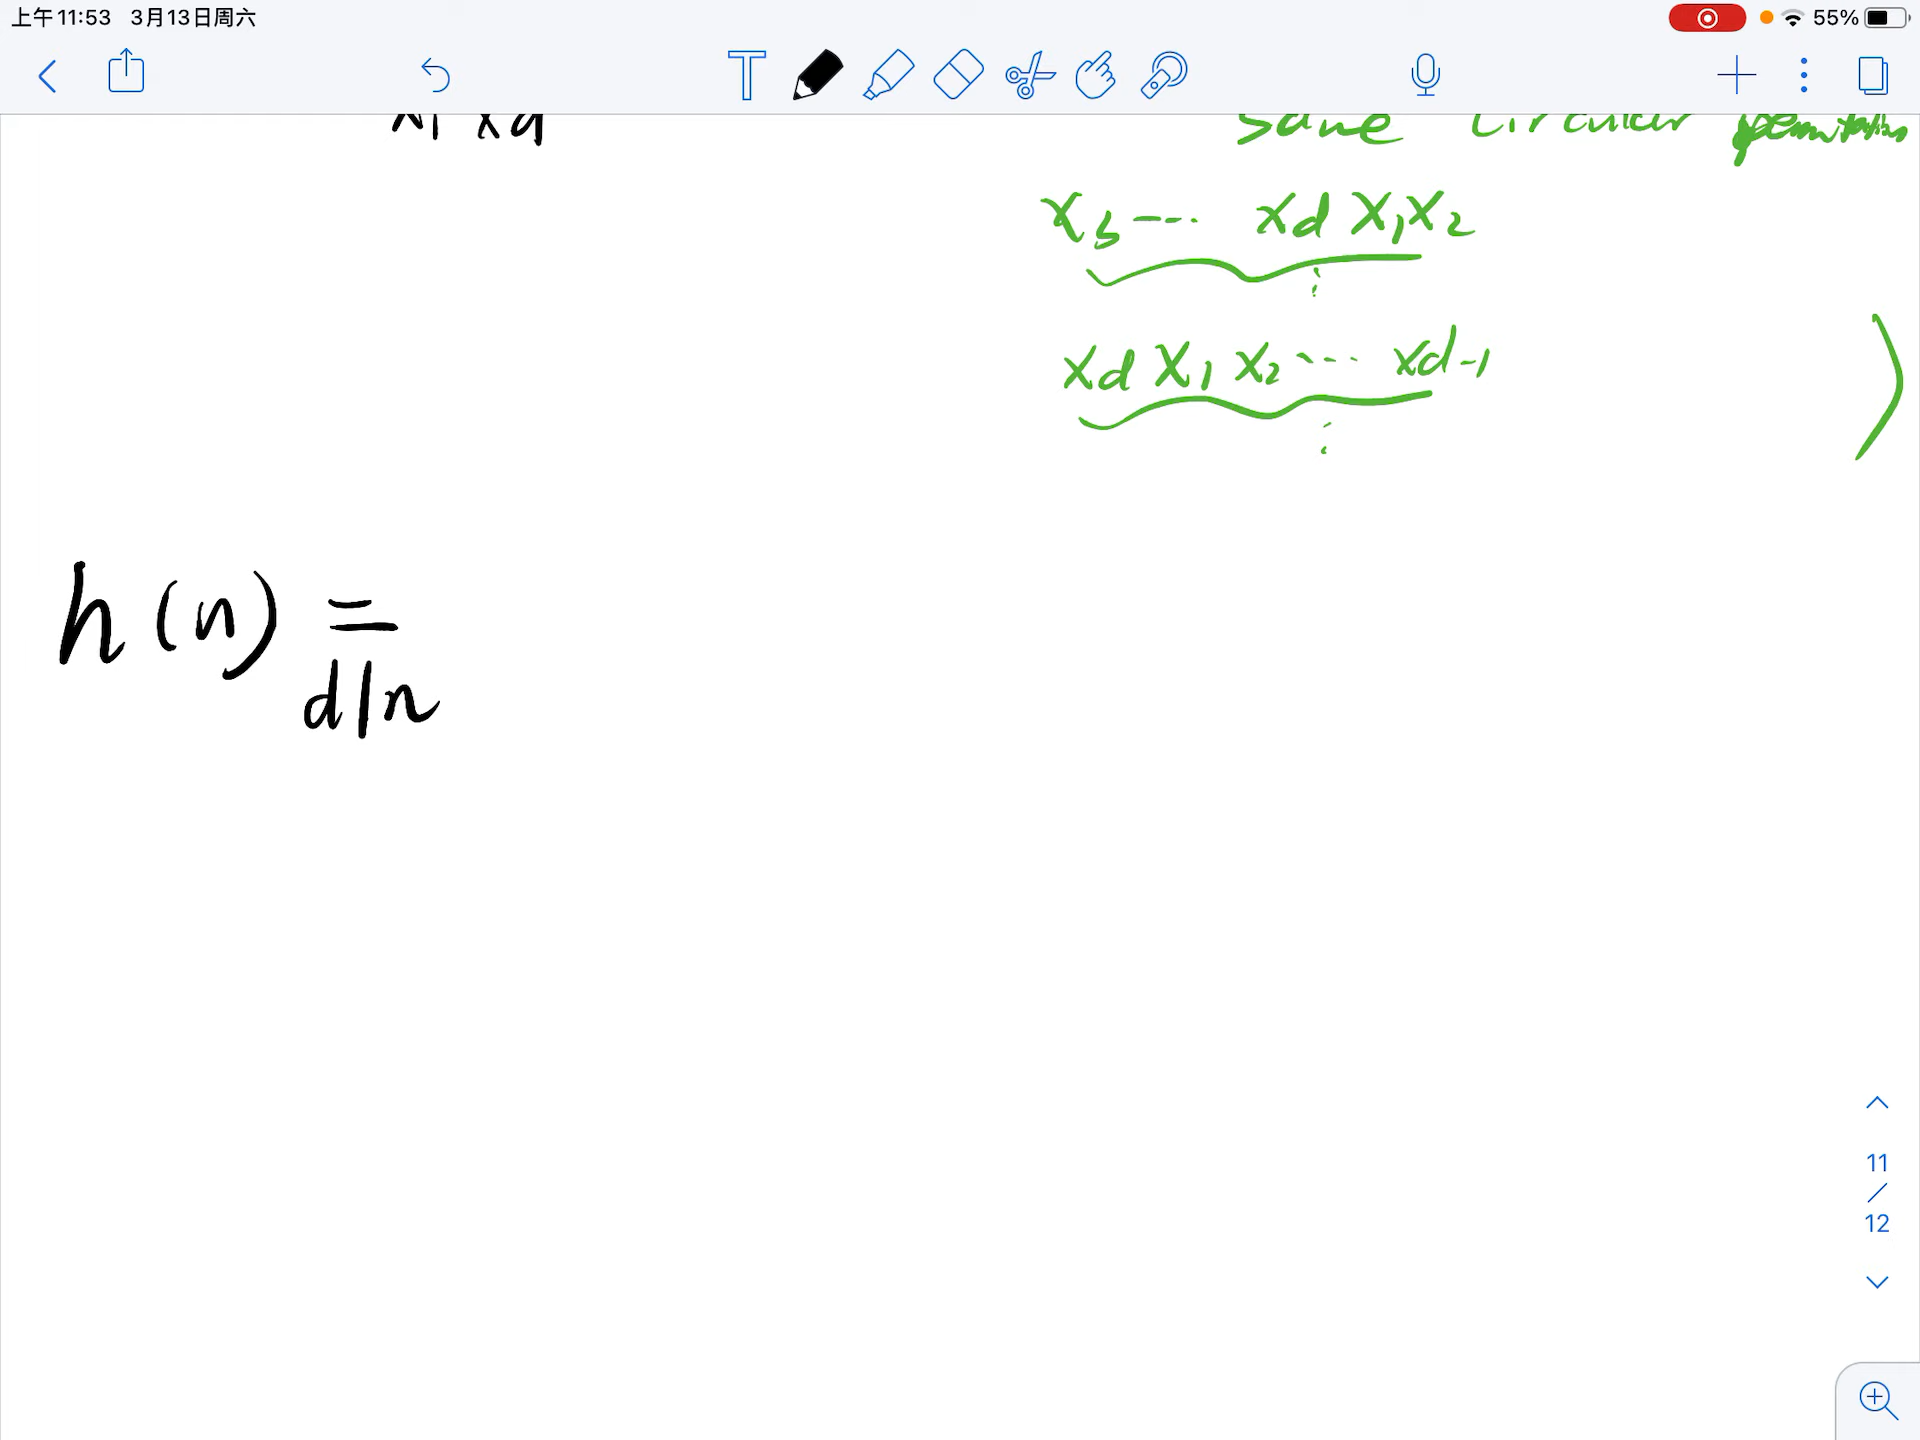 上午11:53 3月13日周六
55%
same circular
x3 --- xd x1x2
xd x1 x2 --- xd-1
h(n) =
d|n
11
/
12